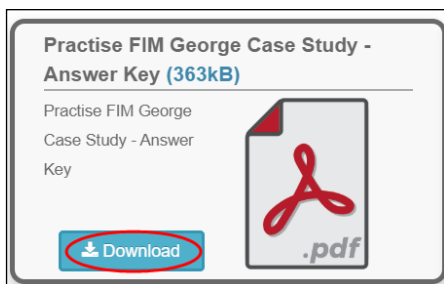 Practise FIM George Case Study -
Answer Key (363kB)
Practise FIM George
Case Study - Answer
Key
Download
.pdf